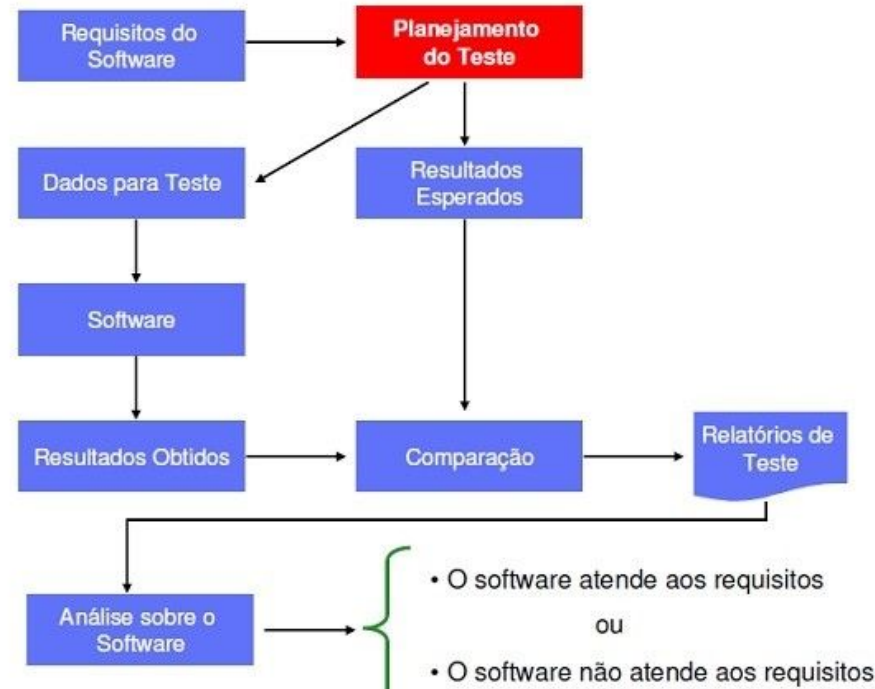 Requisitos do
Software
Planejamento
do Teste
Dados para Teste
Resultados
Esperados
Software
Resultados Obtidos
Comparação
Relatórios de
Teste
Análise sobre o
Software
• O software atende aos requisitos
ou
• O software não atende aos requisitos